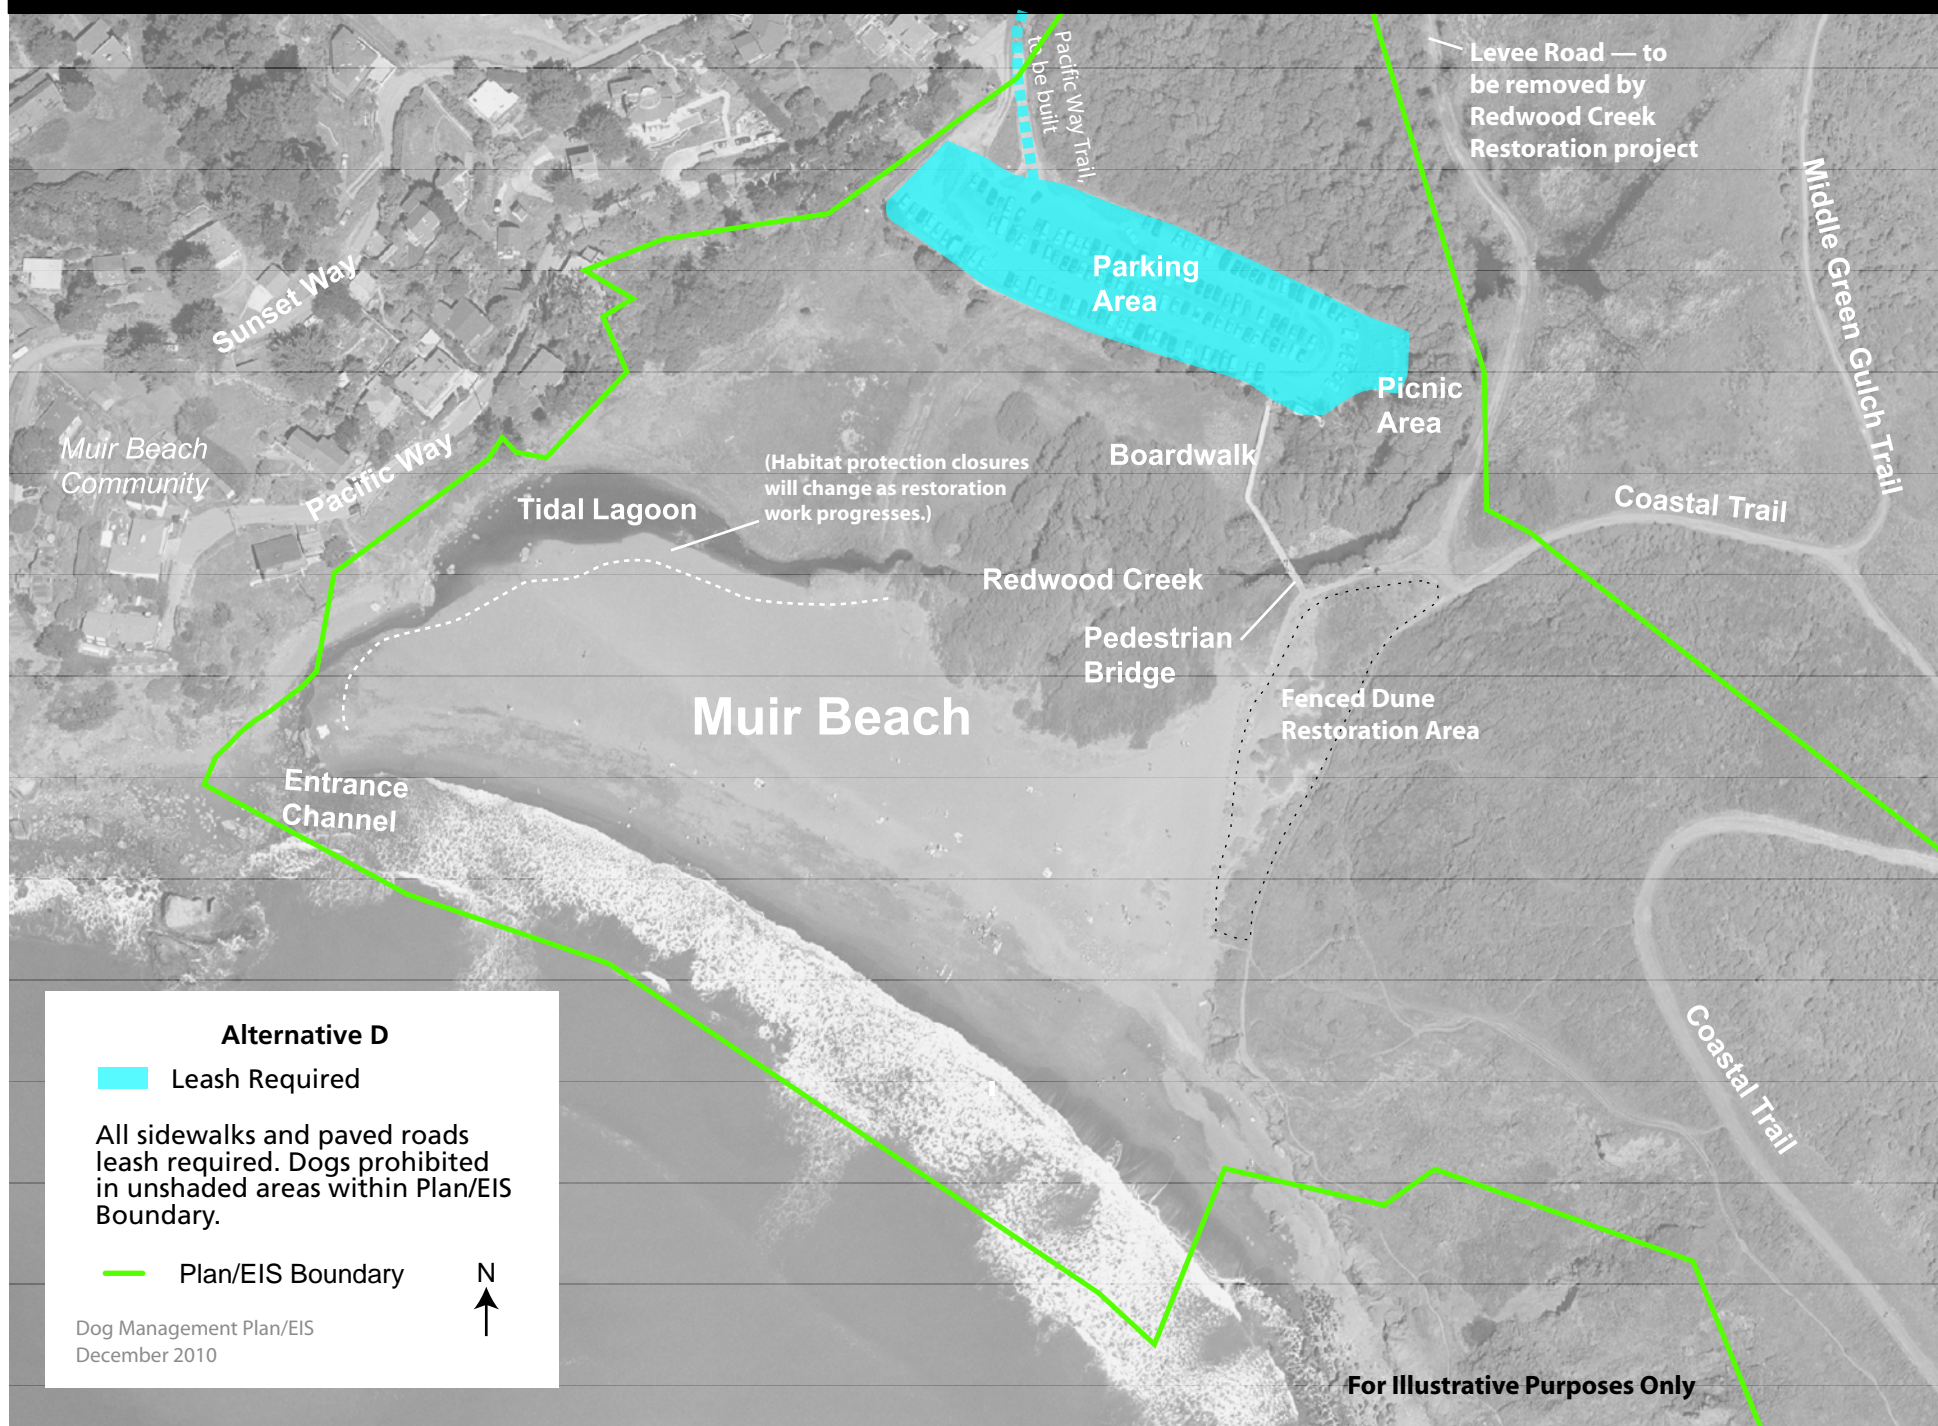 Pacific Way Trail,
to be built
Levee Road — to
be removed by
Redwood Creek
Restoration project
Middle Green Gulch Trail
Parking
Area
Sunset Way
Picnic
Area
Muir Beach
Community
Pacific Way
Boardwalk
(Habitat protection closures
will change as restoration
work progresses.)
Tidal Lagoon
Coastal Trail
Redwood Creek
Pedestrian
Bridge
Muir Beach
Fenced Dune
Restoration Area
Entrance
Channel
Coastal Trail
Alternative D
Leash Required
All sidewalks and paved roads
leash required. Dogs prohibited
in unshaded areas within Plan/EIS
Boundary.
Plan/EIS Boundary
N
Dog Management Plan/EIS
December 2010
For Illustrative Purposes Only